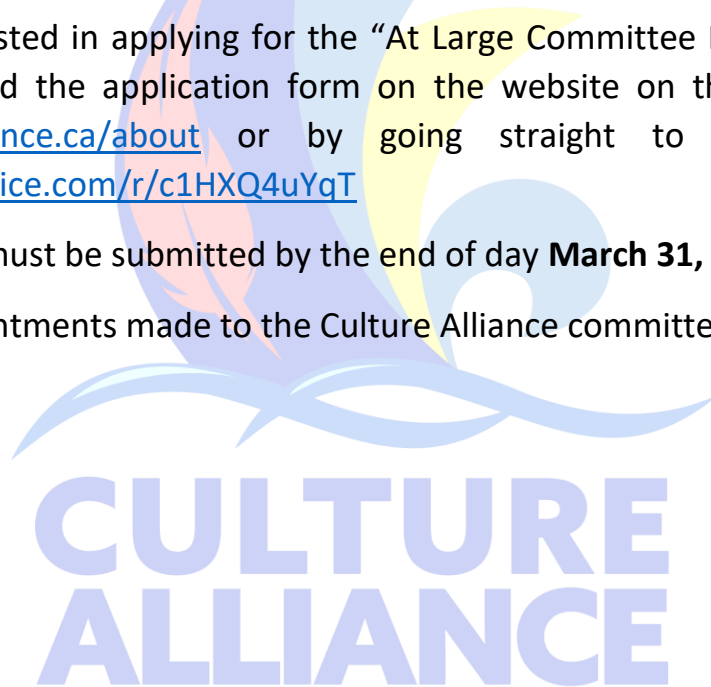 sted in applying for the “At Large Committee
d the application form on the website on th
nce.ca/about or by going straight to
ice.com/r/c1HXQ4uYqT
must be submitted by the end of day March 31,
ntments made to the Culture Alliance committe
CULTURE
ALLIANCE